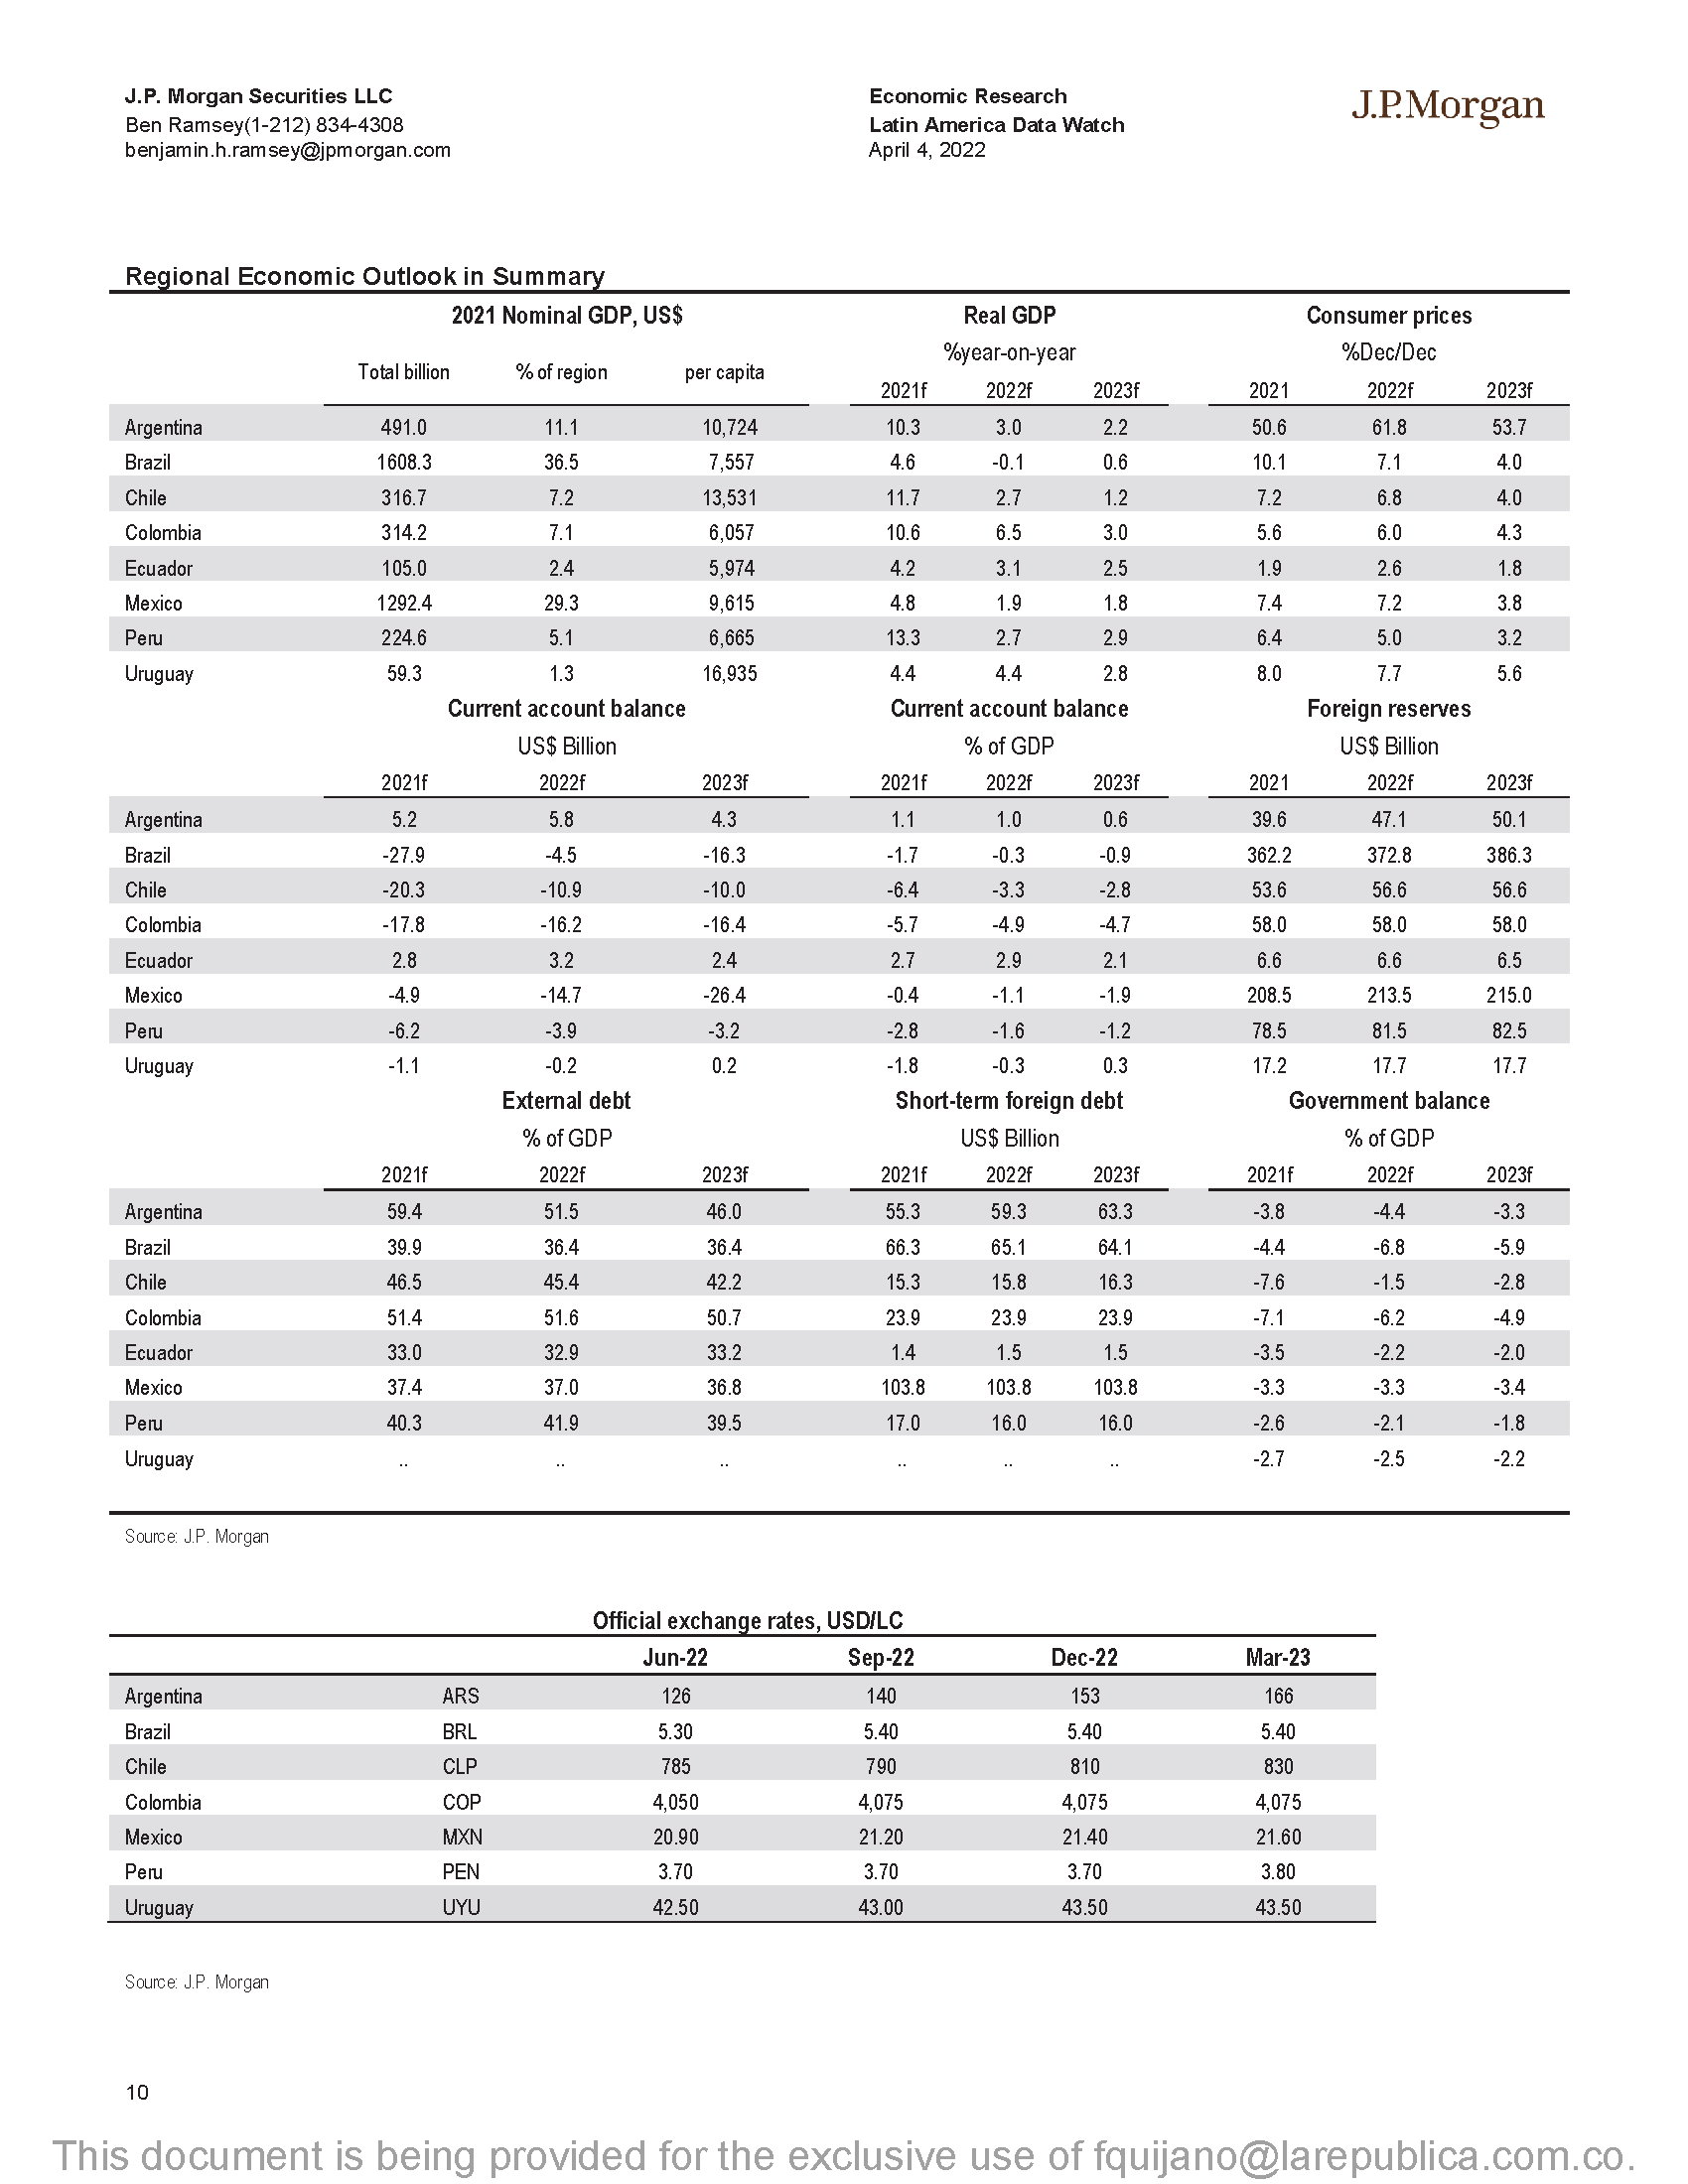 J.P. Morgan Securities LLC
Ben Ramsey(1-212) 834-4308
benjamin.h.ramsey@jpmorgan.com
Economic Research
Latin America Data Watch
April 4, 2022
J.P.Morgan
Regional Economic Outlook in Summary
2021 Nominal GDP, US$ Real GDP Consumer prices
%year-on-year %Dec/Dec
Total billion % of region per capita
2021f 2022f 2023f 2021 2022f 2023f
Argentina 491.0 11.1 10,724 10.3 3.0 2.2 50.6 61.8 53.7
Brazil 1608.3 36.5 7,557 4.6 -0.1 0.6 10.1 7.1 4.0
Chile 316.7 7.2 13,531 11.7 2.7 1.2 7.2 6.8 4.0
Colombia 314.2 7.1 6,057 10.6 6.5 3.0 5.6 6.0 4.3
Ecuador 105.0 2.4 5,974 4.2 3.1 2.5 1.9 2.6 1.8
Mexico 1292.4 29.3 9,615 4.8 1.9 1.8 7.4 7.2 3.8
Peru 224.6 5.1 6,665 13.3 2.7 2.9 6.4 5.0 3.2
Uruguay 59.3 1.3 16,935 4.4 4.4 2.8 8.0 7.7 5.6
Current account balance Current account balance Foreign reserves
US$ Billion % of GDP US$ Billion
2021f 2022f 2023f 2021f 2022f 2023f 2021 2022f 2023f
Argentina 5.2 5.8 4.3 1.1 1.0 0.6 39.6 47.1 50.1
Brazil -27.9 -4.5 -16.3 -1.7 -0.3 -0.9 362.2 372.8 386.3
Chile -20.3 -10.9 -10.0 -6.4 -3.3 -2.8 53.6 56.6 56.6
Colombia -17.8 -16.2 -16.4 -5.7 -4.9 -4.7 58.0 58.0 58.0
Ecuador 2.8 3.2 2.4 2.7 2.9 2.1 6.6 6.6 6.5
Mexico -4.9 -14.7 -26.4 -0.4 -1.1 -1.9 208.5 213.5 215.0
Peru -6.2 -3.9 -3.2 -2.8 -1.6 -1.2 78.5 81.5 82.5
Uruguay -1.1 -0.2 0.2 -1.8 -0.3 0.3 17.2 17.7 17.7
External debt Short-term foreign debt Government balance
% of GDP US$ Billion % of GDP
2021f 2022f 2023f 2021f 2022f 2023f 2021f 2022f 2023f
Argentina 59.4 51.5 46.0 55.3 59.3 63.3 -3.8 -4.4 -3.3
Brazil 39.9 36.4 36.4 66.3 65.1 64.1 -4.4 -6.8 -5.9
Chile 46.5 45.4 42.2 15.3 15.8 16.3 -7.6 -1.5 -2.8
Colombia 51.4 51.6 50.7 23.9 23.9 23.9 -7.1 -6.2 -4.9
Ecuador 33.0 32.9 33.2 1.4 1.5 1.5 -3.5 -2.2 -2.0
Mexico 37.4 37.0 36.8 103.8 103.8 103.8 -3.3 -3.3 -3.4
Peru 40.3 41.9 39.5 17.0 16.0 16.0 -2.6 -2.1 -1.8
Uruguay .. .. .. .. .. .. -2.7 -2.5 -2.2
Source: J.P. Morgan
Official exchange rates, USD/LC
Jun-22 Sep-22 Dec-22 Mar-23
Argentina ARS 126 140 153 166
Brazil BRL 5.30 5.40 5.40 5.40
Chile CLP 785 790 810 830
Colombia COP 4,050 4,075 4,075 4,075
Mexico MXN 20.90 21.20 21.40 21.60
Peru PEN 3.70 3.70 3.70 3.80
Uruguay UYU 42.50 43.00 43.50 43.50
Source: J.P. Morgan
10
This document is being provided for the exclusive use of fquijano@larepublica.com.co.